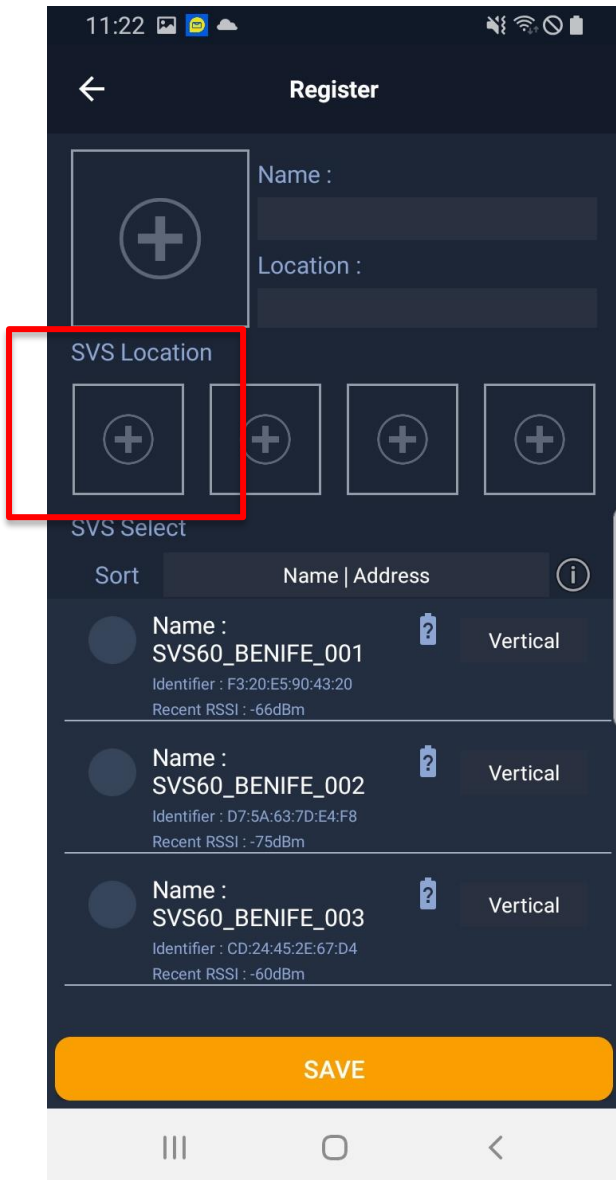 11:22
Register
Name :
Location :
SVS Location
SVS Select
Sort
Name | Address
Name :
SVS60_BENIFE_001
Vertical
Identifier : F3:20:E5:90:43:20
Recent RSSI : -66dBm
Name :
SVS60_BENIFE_002
Vertical
Identifier : D7:5A:63:7D:E4:F8
Recent RSSI : -75dBm
Name :
SVS60_BENIFE_003
Vertical
Identifier : CD:24:45:2E:67:D4
Recent RSSI : -60dBm
SAVE